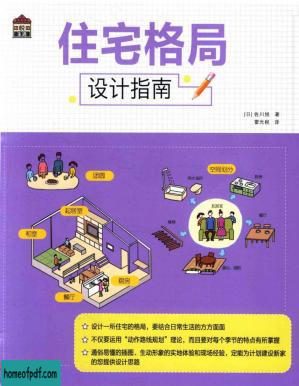 住宅格局
设计指南
［日］佐川旭 著
雷光程 译
团圆
空间划分
起居室
和室
餐厅
厨房
设计一所住宅的格局，要结合日常生活的方方面面
不仅要运用“动作路线规划”理论，而且要对每个季节的特点有所掌握
通俗易懂的插图，生动形象的实地体验和现场经验，定能为计划建设新家
的您提供设计思路
homeofpdf.com